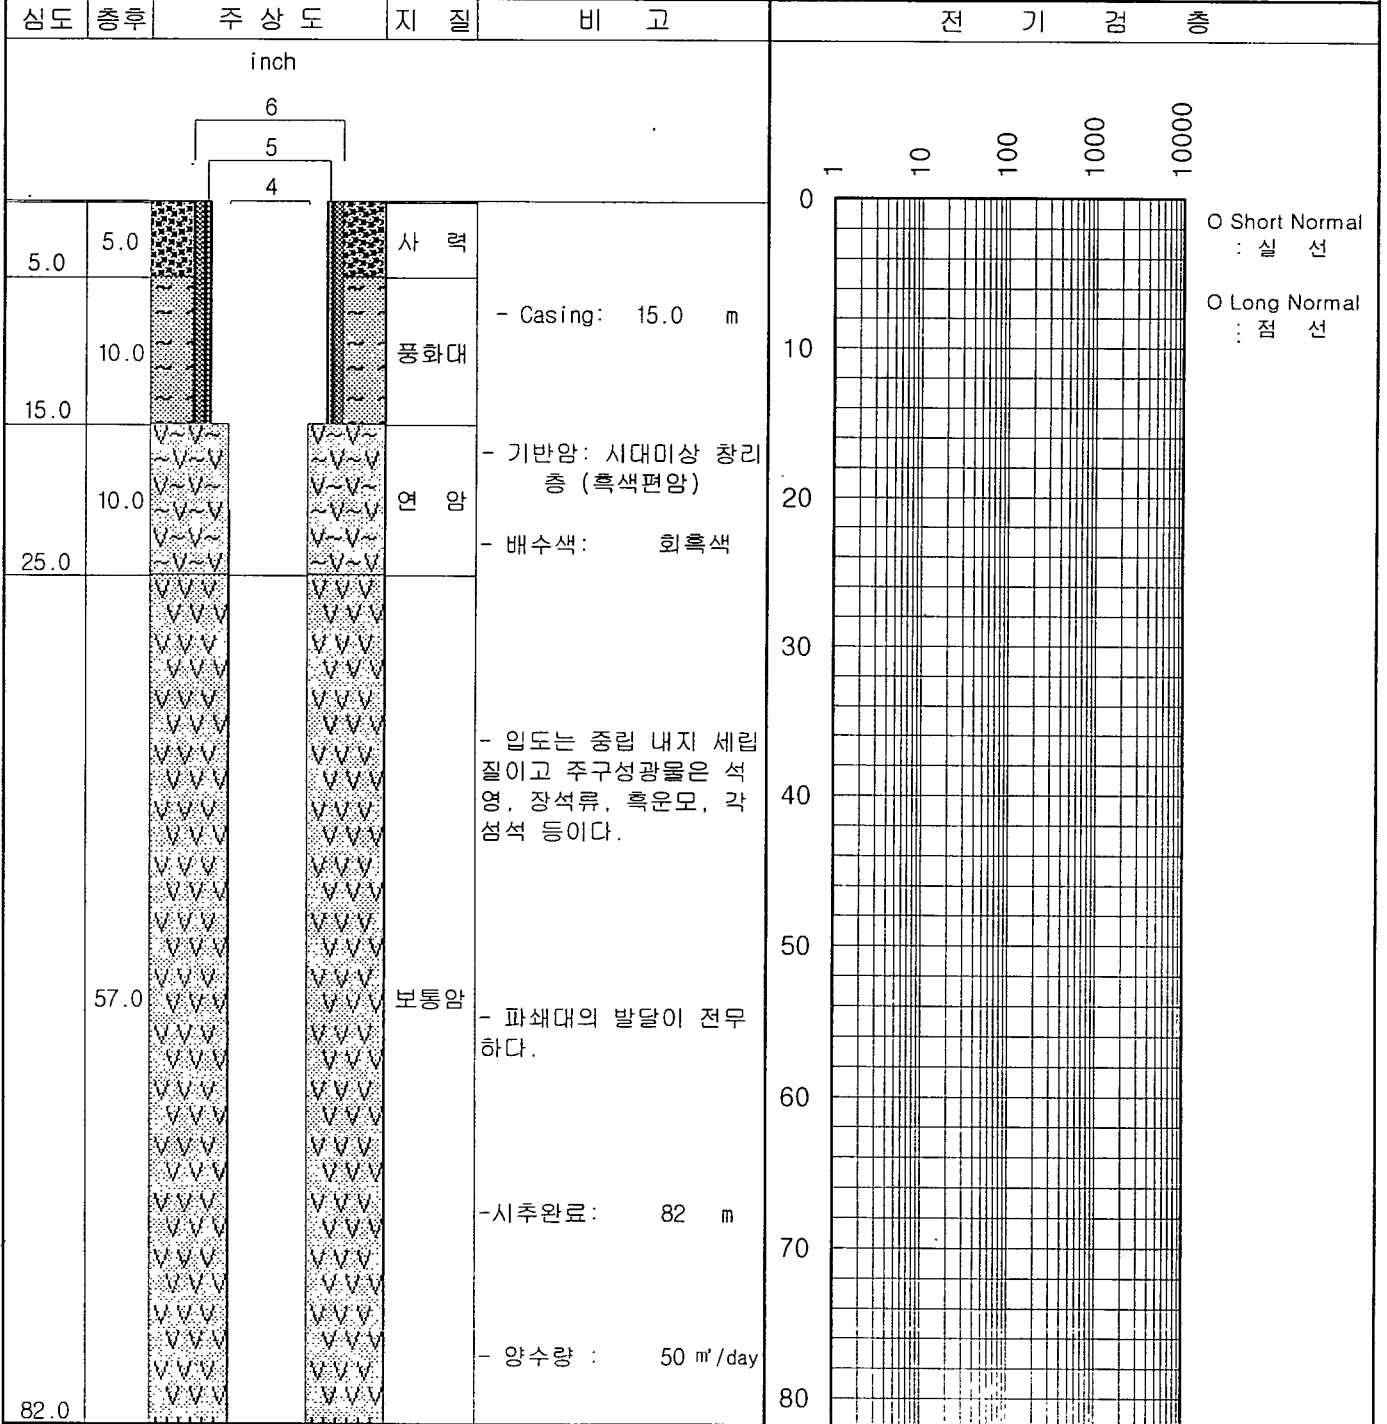 심도 층후 주 상 도 지 질 비 고 전 기 검 층
inch
6
5
4
1 10 100 1000 10000
0
O Short Normal
: 실 선
O Long Normal
: 점 선
5.0 사 력
5.0
- Casing: 15.0 m
10.0 풍화대
10
15.0
- 기반암: 시대미상 창리
층 (흑색편암)
10.0 연 암
20
- 배수색: 회흑색
25.0
30
- 입도는 중립 내지 세립
질이고 주구성광물은 석
영, 장석류, 흑운모, 각
섬석 등이다.
40
50
57.0 보통암
- 파쇄대의 발달이 전무
하다.
60
-시추완료: 82 m
70
- 양수량 : 50 ㎥/day
80
82.0